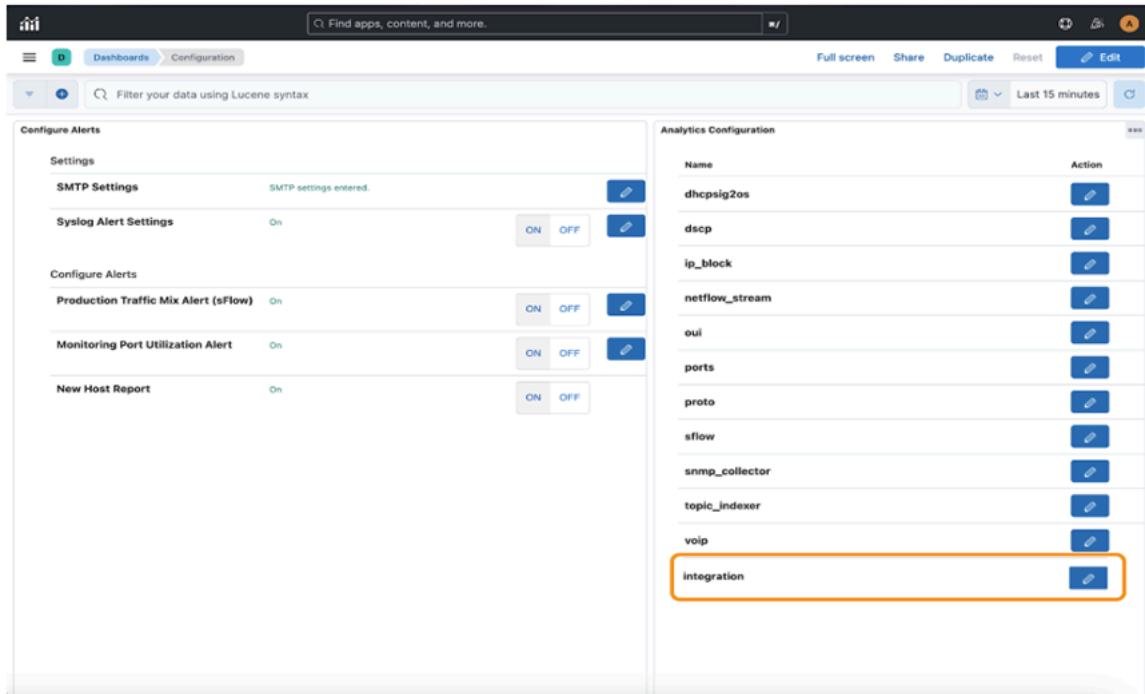 Find apps, content, and more.
⌘/
A
D
Dashboards
Configuration
Full screen
Share
Duplicate
Reset
Edit
Filter your data using Lucene syntax
Last 15 minutes
Configure Alerts
Settings
SMTP Settings
SMTP settings entered.
Syslog Alert Settings
On
ON OFF
Configure Alerts
Production Traffic Mix Alert (sFlow)
On
ON OFF
Monitoring Port Utilization Alert
On
ON OFF
New Host Report
On
ON OFF
Analytics Configuration
Name Action
dhcpsig2os
dscp
ip_block
netflow_stream
oui
ports
proto
sflow
snmp_collector
topic_indexer
voip
integration